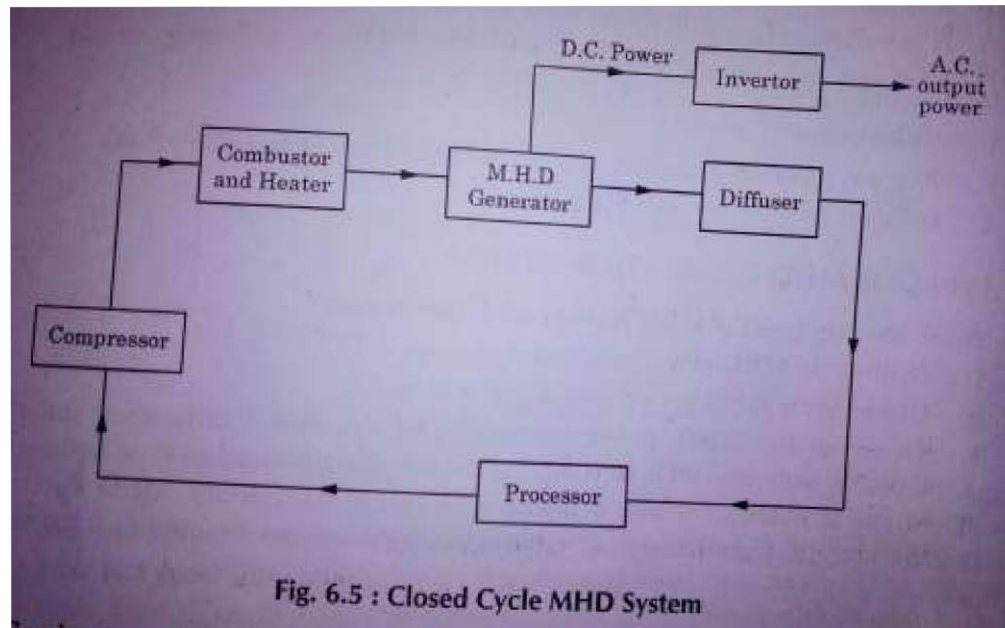 D.C. Power
Invertor
A.C.
output
power
Combustor
and Heater
M.H.D
Generator
Diffuser
Compressor
Processor
Fig. 6.5 : Closed Cycle MHD System